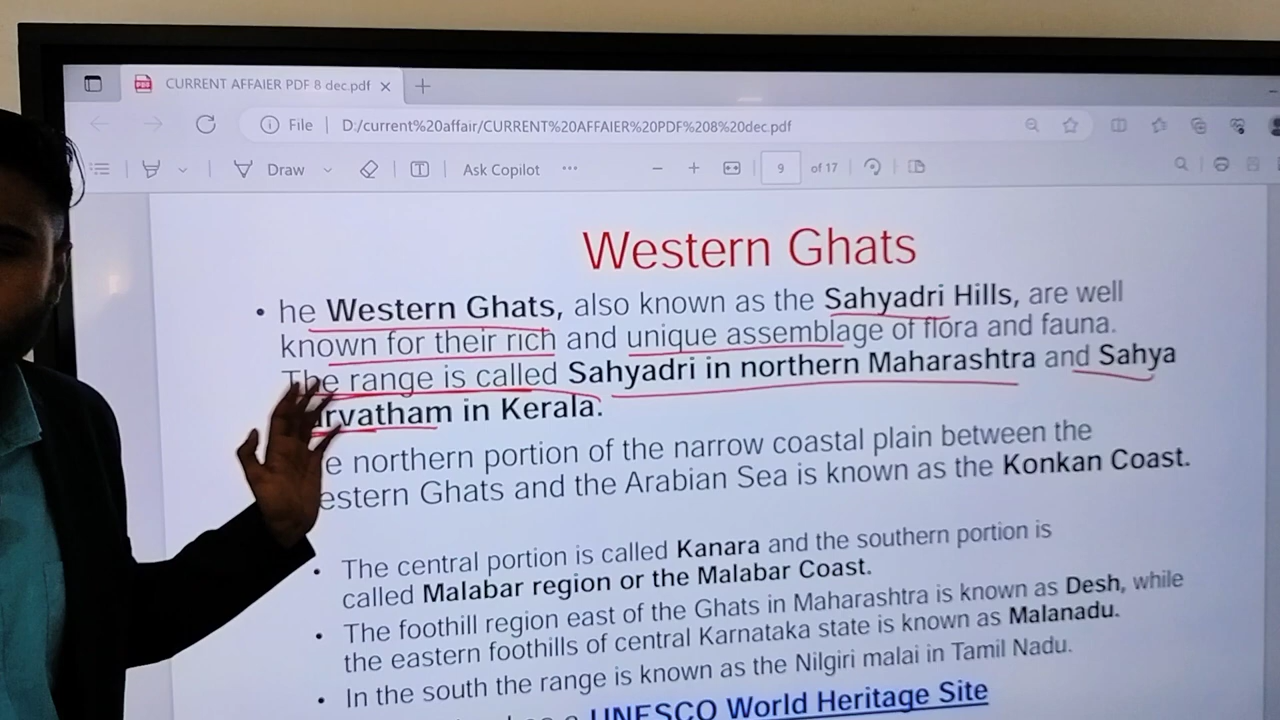 CURRENT AFFAIER PDF 8 dec.pdf
File D:/current%20affair/CURRENT%20AFFAIER%20PDF%208%20dec.pdf
Draw Ask Copilot 9 of 17
Western Ghats
• he Western Ghats, also known as the Sahyadri Hills, are well
known for their rich and unique assemblage of flora and fauna.
The range is called Sahyadri in northern Maharashtra and Sahya
arvatham in Kerala.
e northern portion of the narrow coastal plain between the
estern Ghats and the Arabian Sea is known as the Konkan Coast.
• The central portion is called Kanara and the southern portion is
called Malabar region or the Malabar Coast.
• The foothill region east of the Ghats in Maharashtra is known as Desh, while
the eastern foothills of central Karnataka state is known as Malanadu.
• In the south the range is known as the Nilgiri malai in Tamil Nadu.
UNESCO World Heritage Site